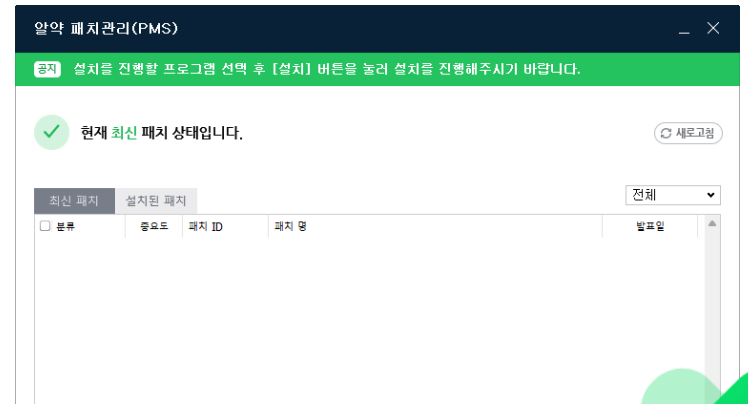 알약 패치관리(PMS)
공지 설치를 진행할 프로그램 선택 후 [설치] 버튼을 눌러 설치를 진행해주시기 바랍니다.
현재 최신 패치 상태입니다.
새로고침
최신 패치 설치된 패치 전체
분류 중요도 패치 ID 패치 명 발표일